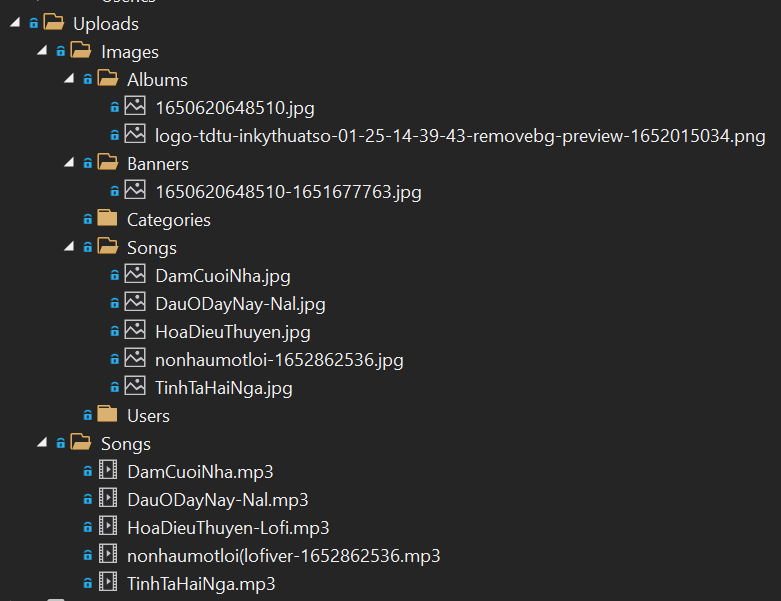 Uploads
Images
Albums
1650620648510.jpg
logo-tdtu-inkythuatso-01-25-14-39-43-removebg-preview-1652015034.png
Banners
1650620648510-1651677763.jpg
Categories
Songs
DamCuoiNha.jpg
DauODayNay-Nal.jpg
HoaDieuThuyen.jpg
nonhaumotloi-1652862536.jpg
TinhTaHaiNga.jpg
Users
Songs
DamCuoiNha.mp3
DauODayNay-Nal.mp3
HoaDieuThuyen-Lofi.mp3
nonhaumotloi(lofiver-1652862536.mp3
TinhTaHaiNga.mp3